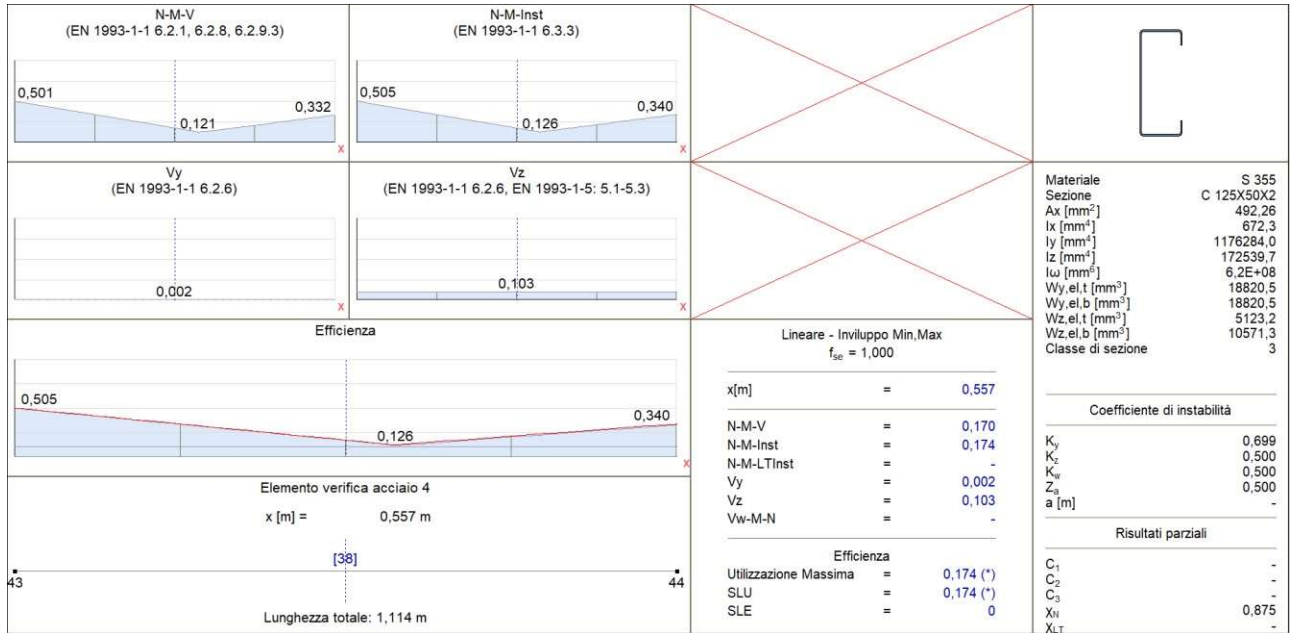 N-M-V
(EN 1993-1-1 6.2.1, 6.2.8, 6.2.9.3)
0,501
0,121
0,332
x
N-M-Inst
(EN 1993-1-1 6.3.3)
0,505
0,126
0,340
x
Vy
(EN 1993-1-1 6.2.6)
0,002
x
Vz
(EN 1993-1-1 6.2.6, EN 1993-1-5: 5.1-5.3)
0,103
x
Efficienza
0,505
0,126
0,340
x
Elemento verifica acciaio 4
x [m] = 0,557 m
[38]
43
44
Lunghezza totale: 1,114 m
Lineare - Inviluppo Min,Max
fse = 1,000
x[m] = 0,557
N-M-V = 0,170
N-M-Inst = 0,174
N-M-LTInst = -
Vy = 0,002
Vz = 0,103
Vw-M-N = -
Efficienza
Utilizzazione Massima = 0,174 (*)
SLU = 0,174 (*)
SLE = 0
Materiale S 355
Sezione C 125X50X2
Ax [mm²] 492,26
Ix [mm⁴] 672,3
Iy [mm⁴] 1176284,0
Iz [mm⁴] 172539,7
Iω [mm⁶] 6,2E+08
Wy,el,t [mm³] 18820,5
Wy,el,b [mm³] 18820,5
Wz,el,t [mm³] 5123,2
Wz,el,b [mm³] 10571,3
Classe di sezione 3
Coefficiente di instabilità
Ky 0,699
Kz 0,500
Kw 0,500
Za 0,500
a [m] -
Risultati parziali
C1 -
C2 -
C3 -
χN 0,875
χLT -